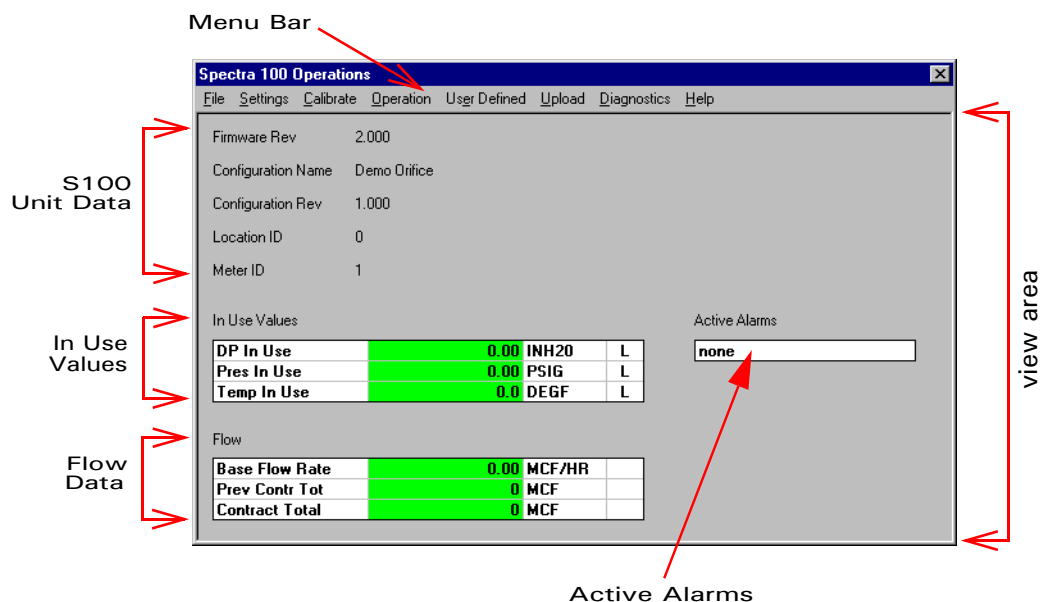 Menu Bar
Spectra 100 Operations
File Settings Calibrate Operation User Defined Upload Diagnostics Help
S100
Unit Data
Firmware Rev 2.000
Configuration Name Demo Orifice
Configuration Rev 1.000
Location ID 0
Meter ID 1
view area
In Use
Values
In Use Values
DP In Use 0.00 INH20 L
Pres In Use 0.00 PSIG L
Temp In Use 0.0 DEGF L
Active Alarms
none
Flow
Data
Flow
Base Flow Rate 0.00 MCF/HR
Prev Contr Tot 0 MCF
Contract Total 0 MCF
Active Alarms